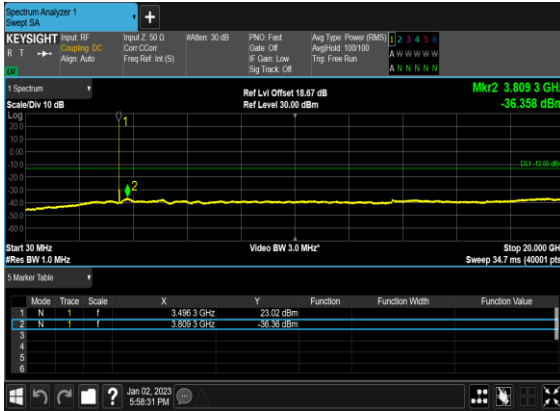 Spectrum Analyzer 1
Swept SA
+
KEYSIGHT
R T
LV
Input: RF
Coupling: DC
Align: Auto
Input Z: 50 Ω
Corr CCorr
Freq Ref: Int (S)
#Atten: 30 dB
PNO: Fast
Gate: Off
IF Gain: Low
Sig Track: Off
Avg Type: Power (RMS)
Avg|Hold: 100/100
Trig: Free Run
1 2 3 4 5 6
A W W W W W
A N N N N N
1 Spectrum
Scale/Div 10 dB
Ref Lvl Offset 18.67 dB
Ref Level 30.00 dBm
Mkr2 3.809 3 GHz
-36.358 dBm
Log
20.0
10.0
0.00
-10.0
-20.0
-30.0
-40.0
-50.0
-60.0
1
2
DL1 -13.00 dBm
Start 30 MHz
#Res BW 1.0 MHz
Video BW 3.0 MHz*
Stop 20.000 GHz
Sweep 34.7 ms (40001 pts)
5 Marker Table
Mode Trace Scale X Y Function Function Width Function Value
1 N 1 f 3.496 3 GHz 23.02 dBm
2 N 1 f 3.809 3 GHz -36.36 dBm
3
4
5
6
?
Jan 02, 2023
5:58:31 PM